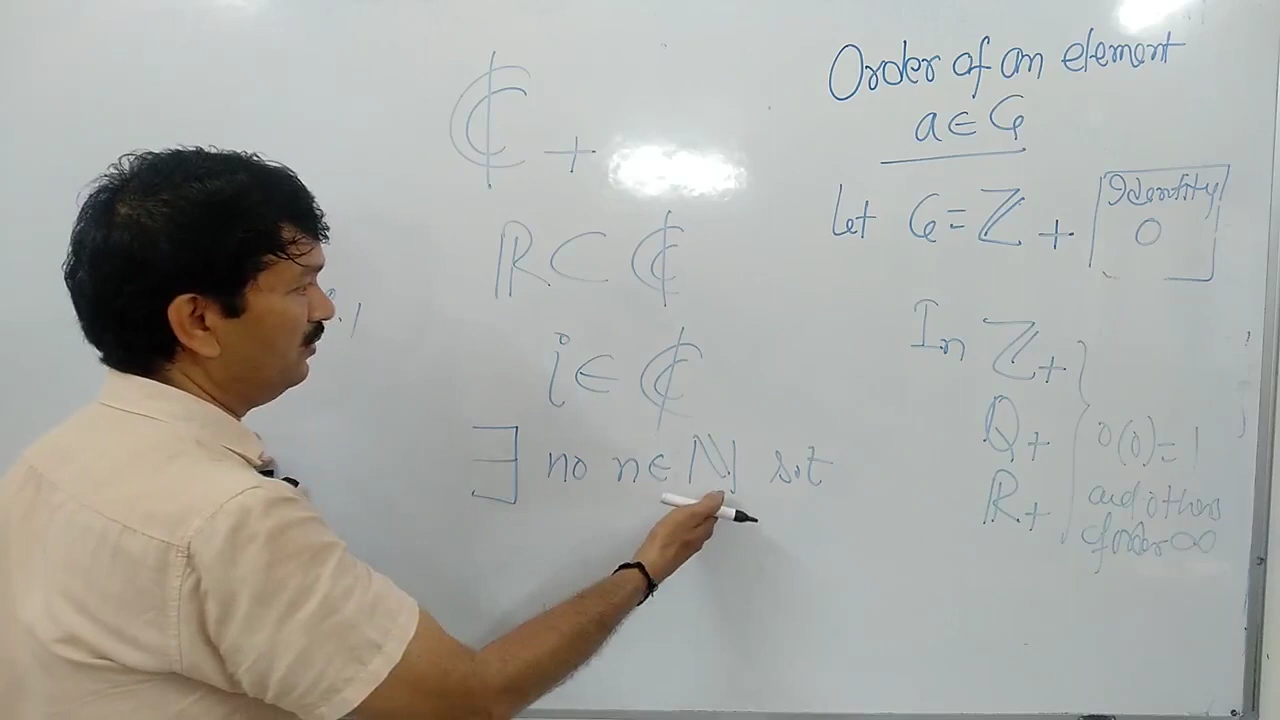 ℂ +
ℝ ⊂ ℂ
i ∈ ℂ
∃ no n ∈ ℕ s.t
Order of an element
a ∈ G
Let G = ℤ +
Identity
0
In ℤ +
Q +
R +
o(0) = 1
and others
of order ∞